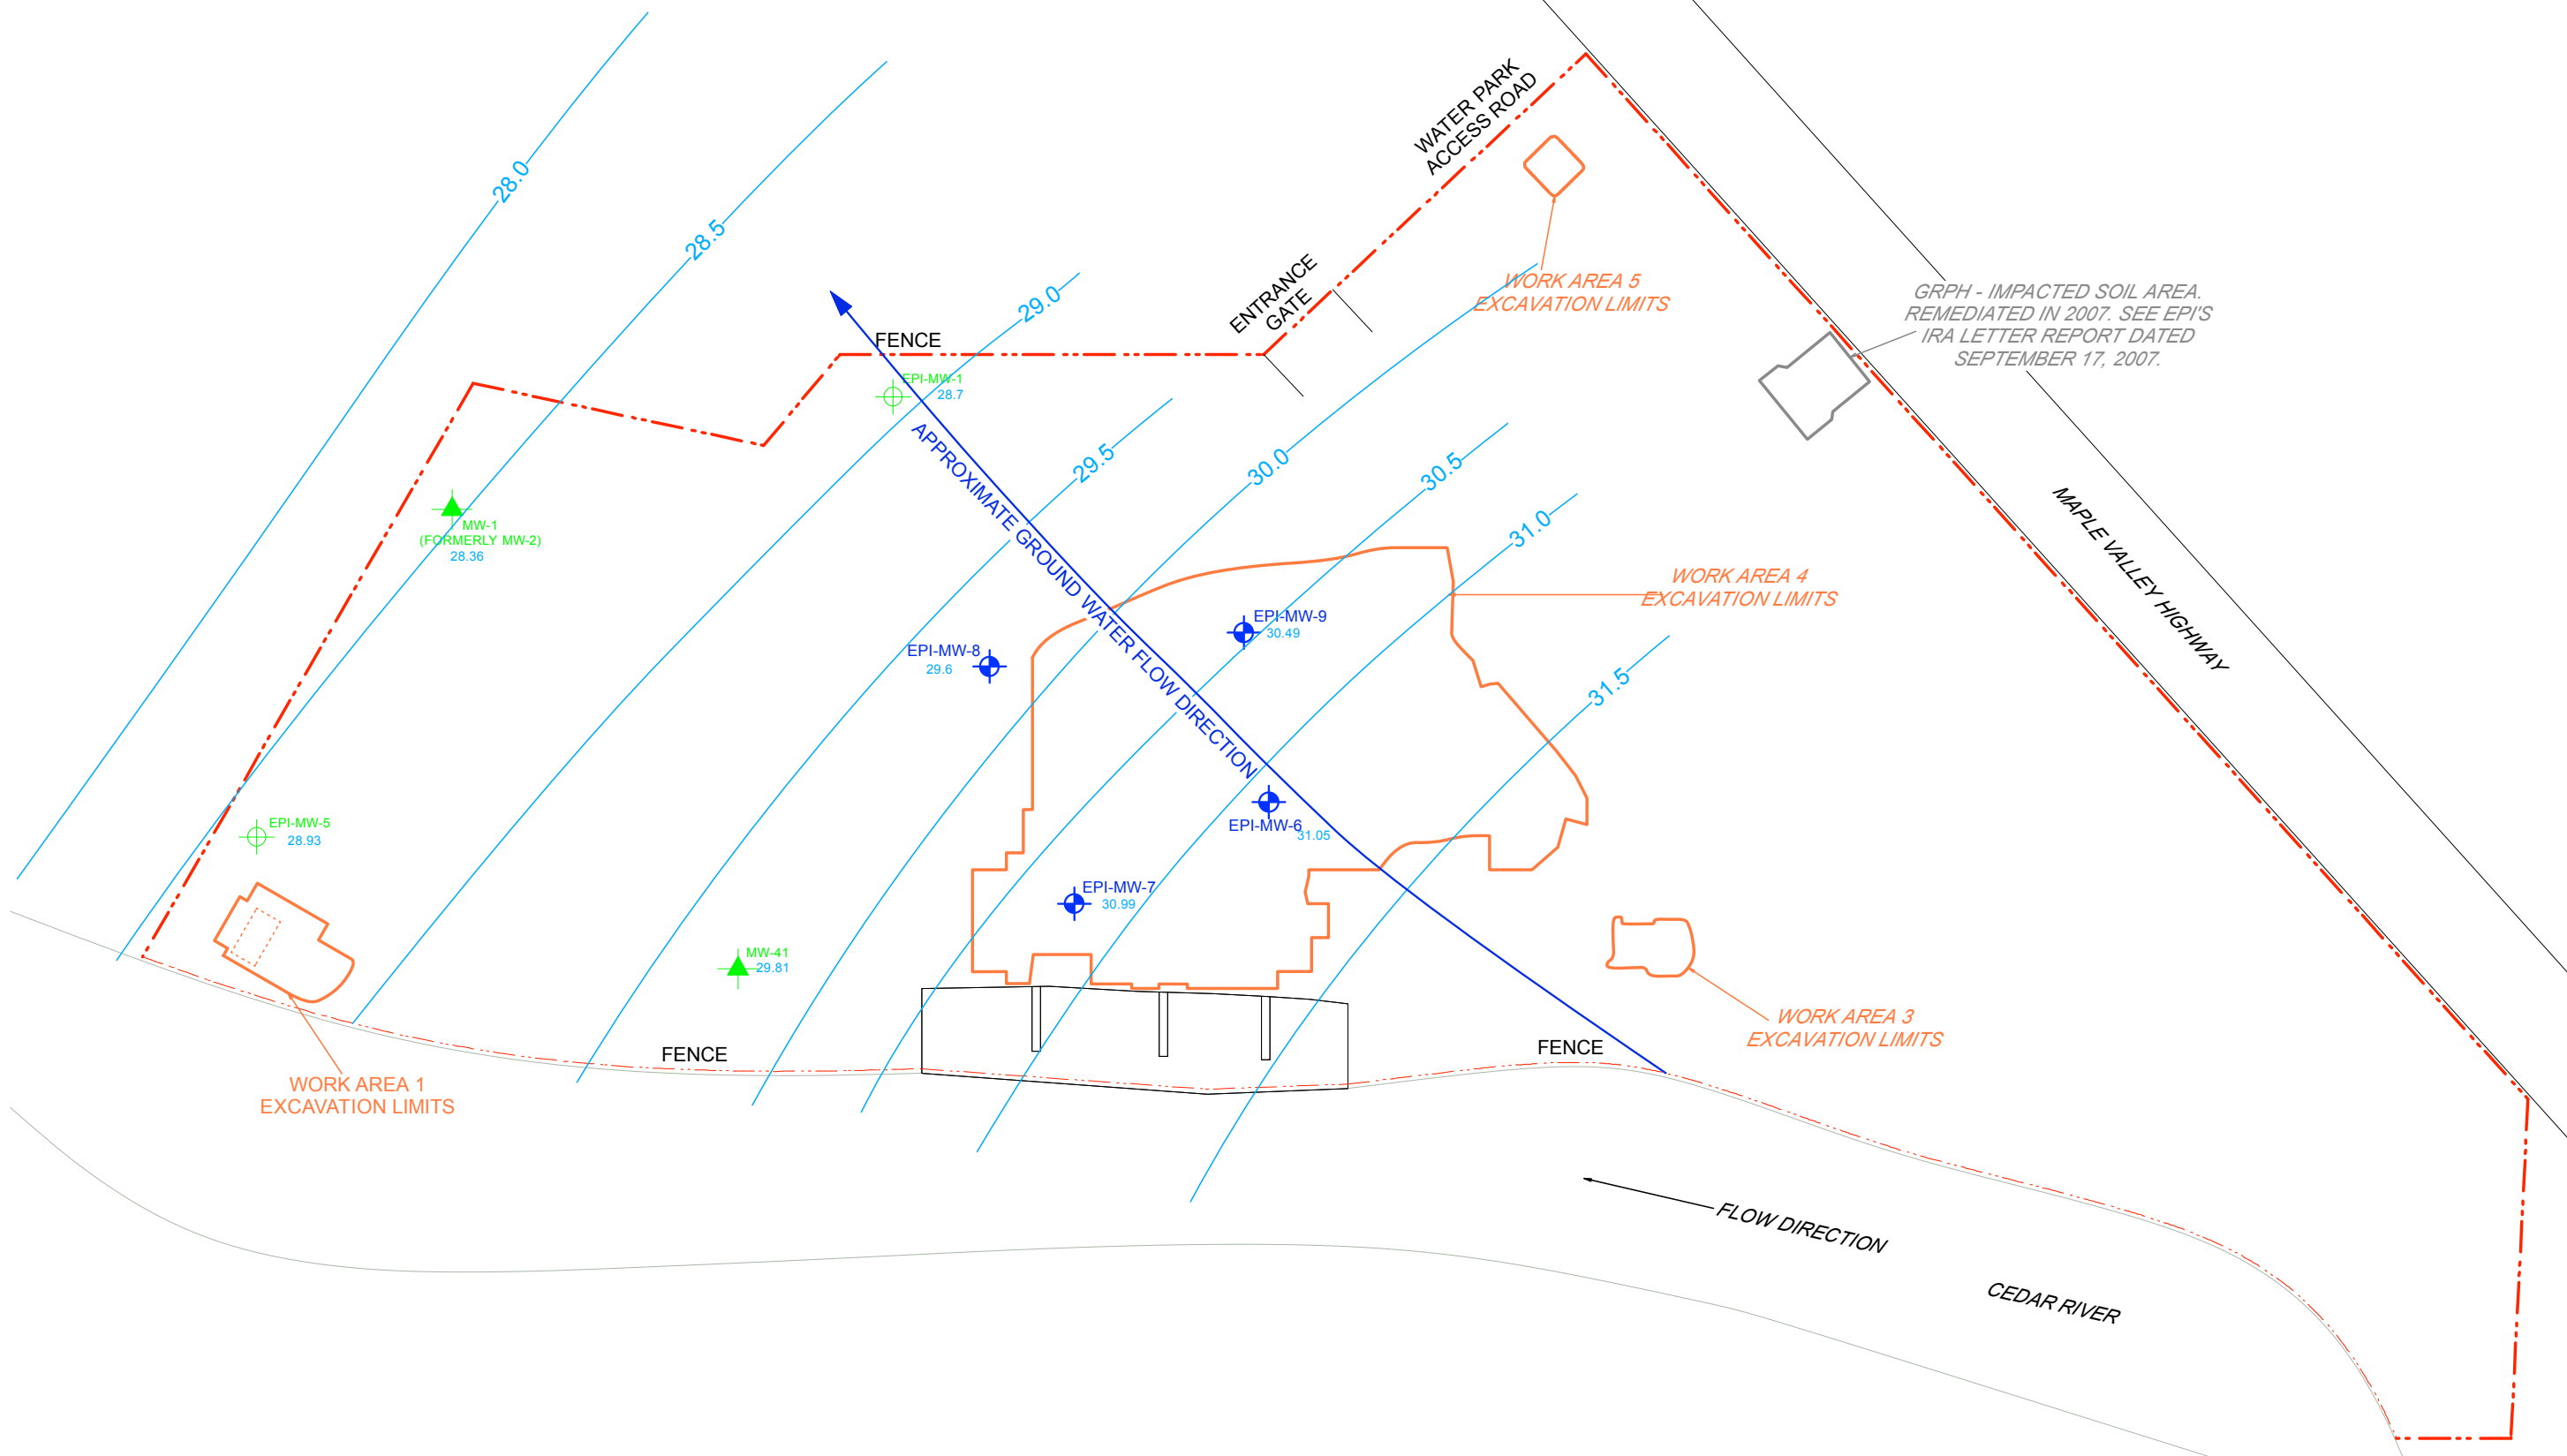 WATER PARK
ACCESS ROAD
28.0
28.5
29.0
ENTRANCE
GATE
WORK AREA 5
EXCAVATION LIMITS
GRPH - IMPACTED SOIL AREA.
REMEDIATED IN 2007. SEE EPI'S
IRA LETTER REPORT DATED
SEPTEMBER 17, 2007.
FENCE
EPI-MW-1
28.7
APPROXIMATE GROUND WATER FLOW DIRECTION
29.5
30.0
30.5
31.0
31.5
MW-1
(FORMERLY MW-2)
28.36
MAPLE VALLEY HIGHWAY
WORK AREA 4
EXCAVATION LIMITS
EPI-MW-9
30.49
EPI-MW-8
29.6
EPI-MW-6
31.05
EPI-MW-5
28.93
EPI-MW-7
30.99
MW-41
29.81
WORK AREA 3
EXCAVATION LIMITS
FENCE
FENCE
WORK AREA 1
EXCAVATION LIMITS
FLOW DIRECTION
CEDAR RIVER